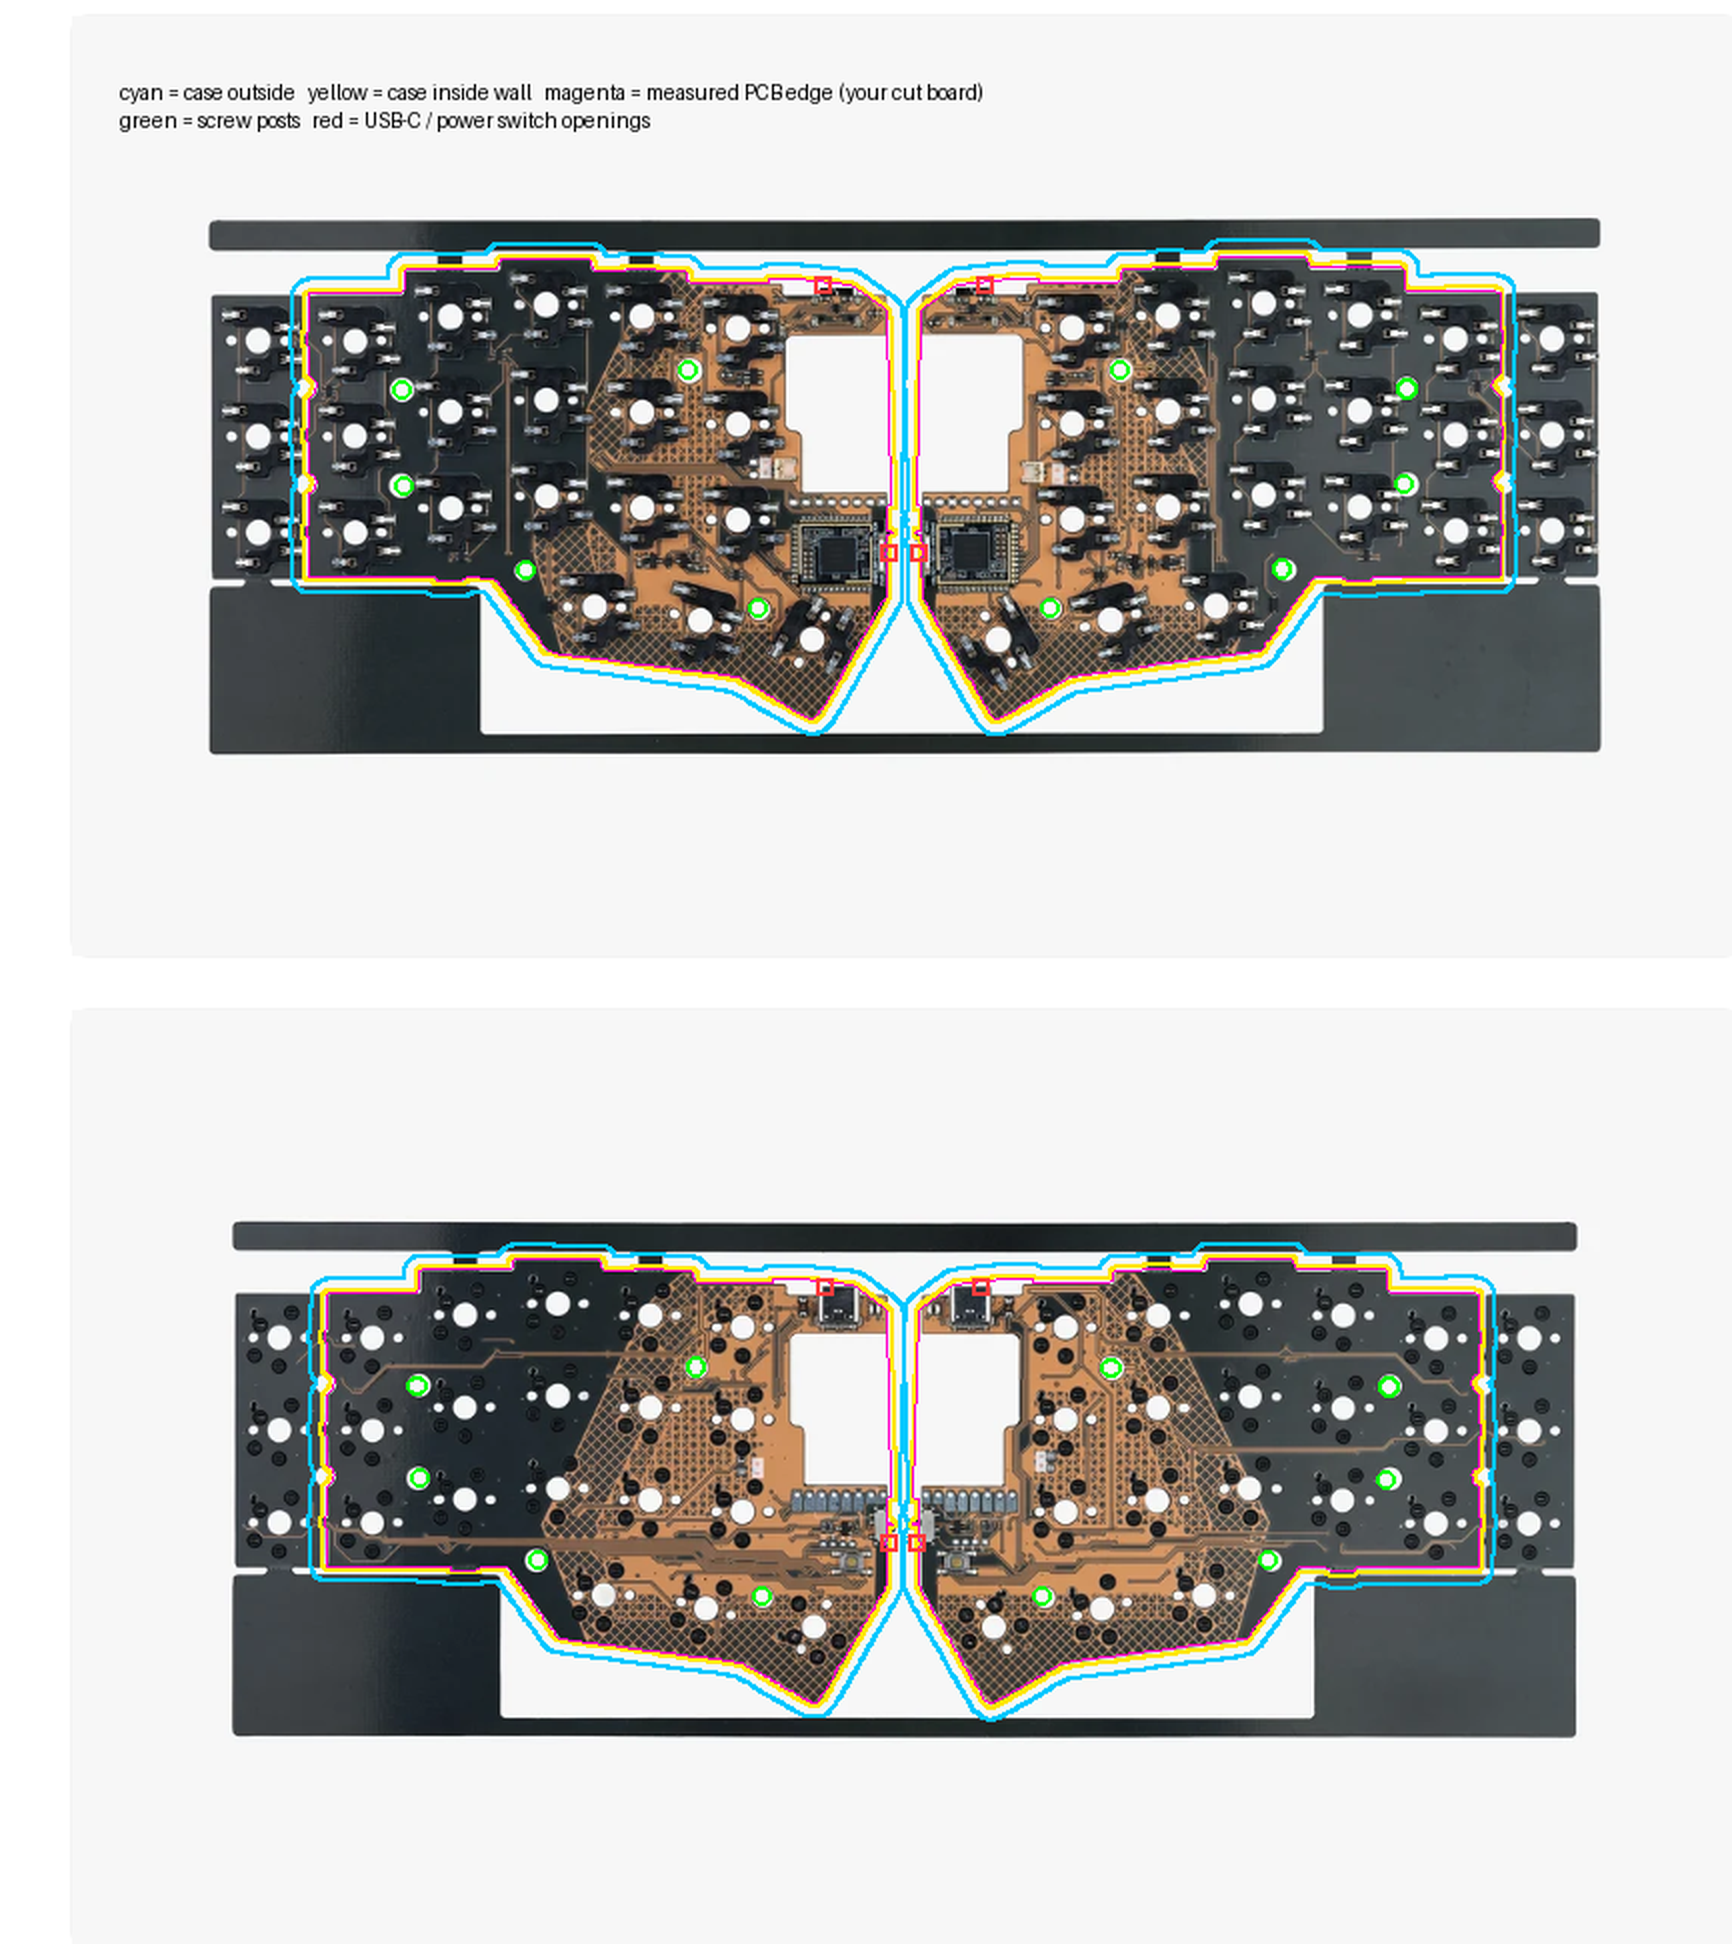 cyan = case outside  yellow = case inside wall  magenta = measured PCB edge (your cut board)
green = screw posts  red = USB-C / power switch openings